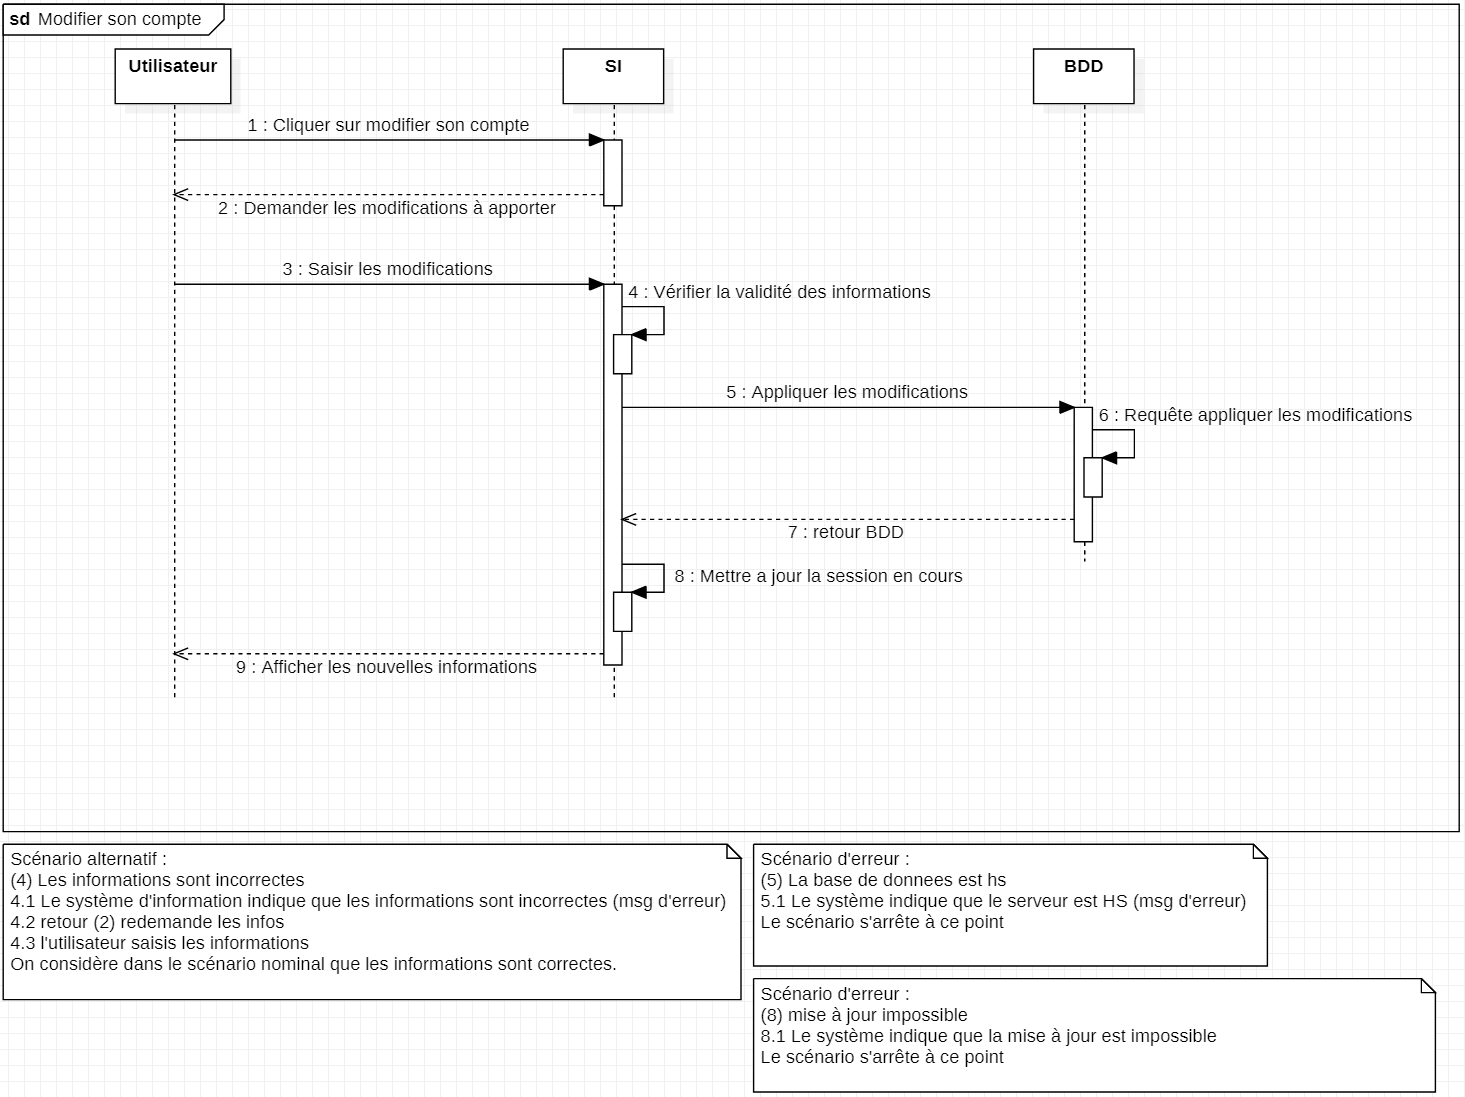 sd Modifier son compte
Utilisateur
SI
BDD
1 : Cliquer sur modifier son compte
2 : Demander les modifications à apporter
3 : Saisir les modifications
4 : Vérifier la validité des informations
5 : Appliquer les modifications
6 : Requête appliquer les modifications
7 : retour BDD
8 : Mettre a jour la session en cours
9 : Afficher les nouvelles informations
Scénario alternatif :
(4) Les informations sont incorrectes
4.1 Le système d'information indique que les informations sont incorrectes (msg d'erreur)
4.2 retour (2) redemande les infos
4.3 l'utilisateur saisis les informations
On considère dans le scénario nominal que les informations sont correctes.
Scénario d'erreur :
(5) La base de donnees est hs
5.1 Le système indique que le serveur est HS (msg d'erreur)
Le scénario s'arrête à ce point
Scénario d'erreur :
(8) mise à jour impossible
8.1 Le système indique que la mise à jour est impossible
Le scénario s'arrête à ce point